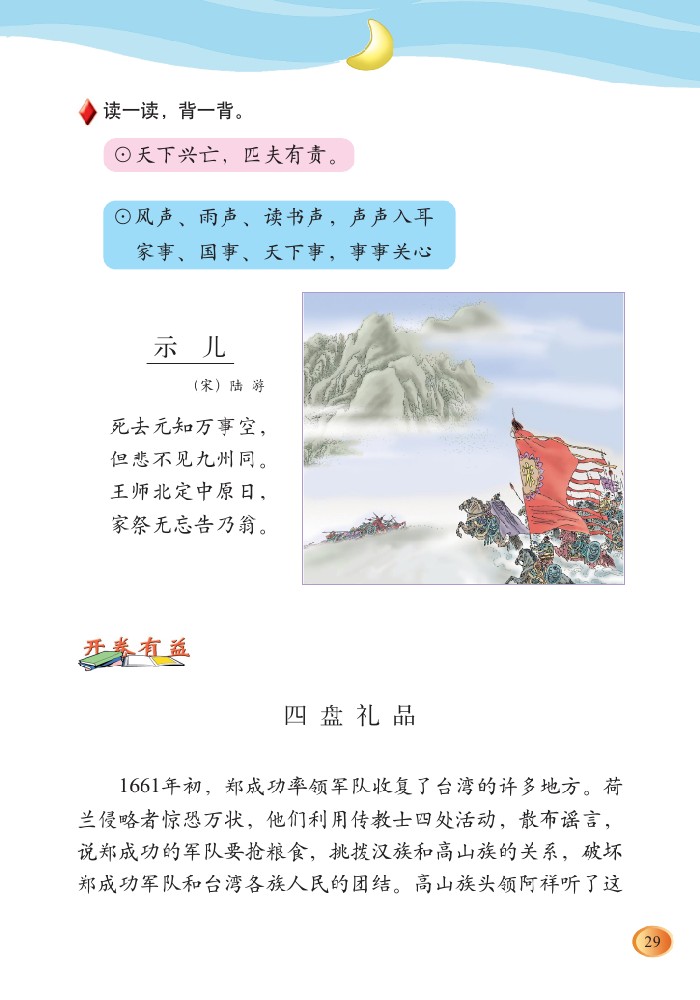 读一读，背一背。
⊙天下兴亡，匹夫有责。
⊙风声、雨声、读书声，声声入耳
家事、国事、天下事，事事关心
示 儿
（宋）陆 游
死去元知万事空，
但悲不见九州同。
王师北定中原日，
家祭无忘告乃翁。
开卷有益
四盘礼品
1661年初，郑成功率领军队收复了台湾的许多地方。荷
兰侵略者惊恐万状，他们利用传教士四处活动，散布谣言，
说郑成功的军队要抢粮食，挑拨汉族和高山族的关系，破坏
郑成功军队和台湾各族人民的团结。高山族头领阿祥听了这
29